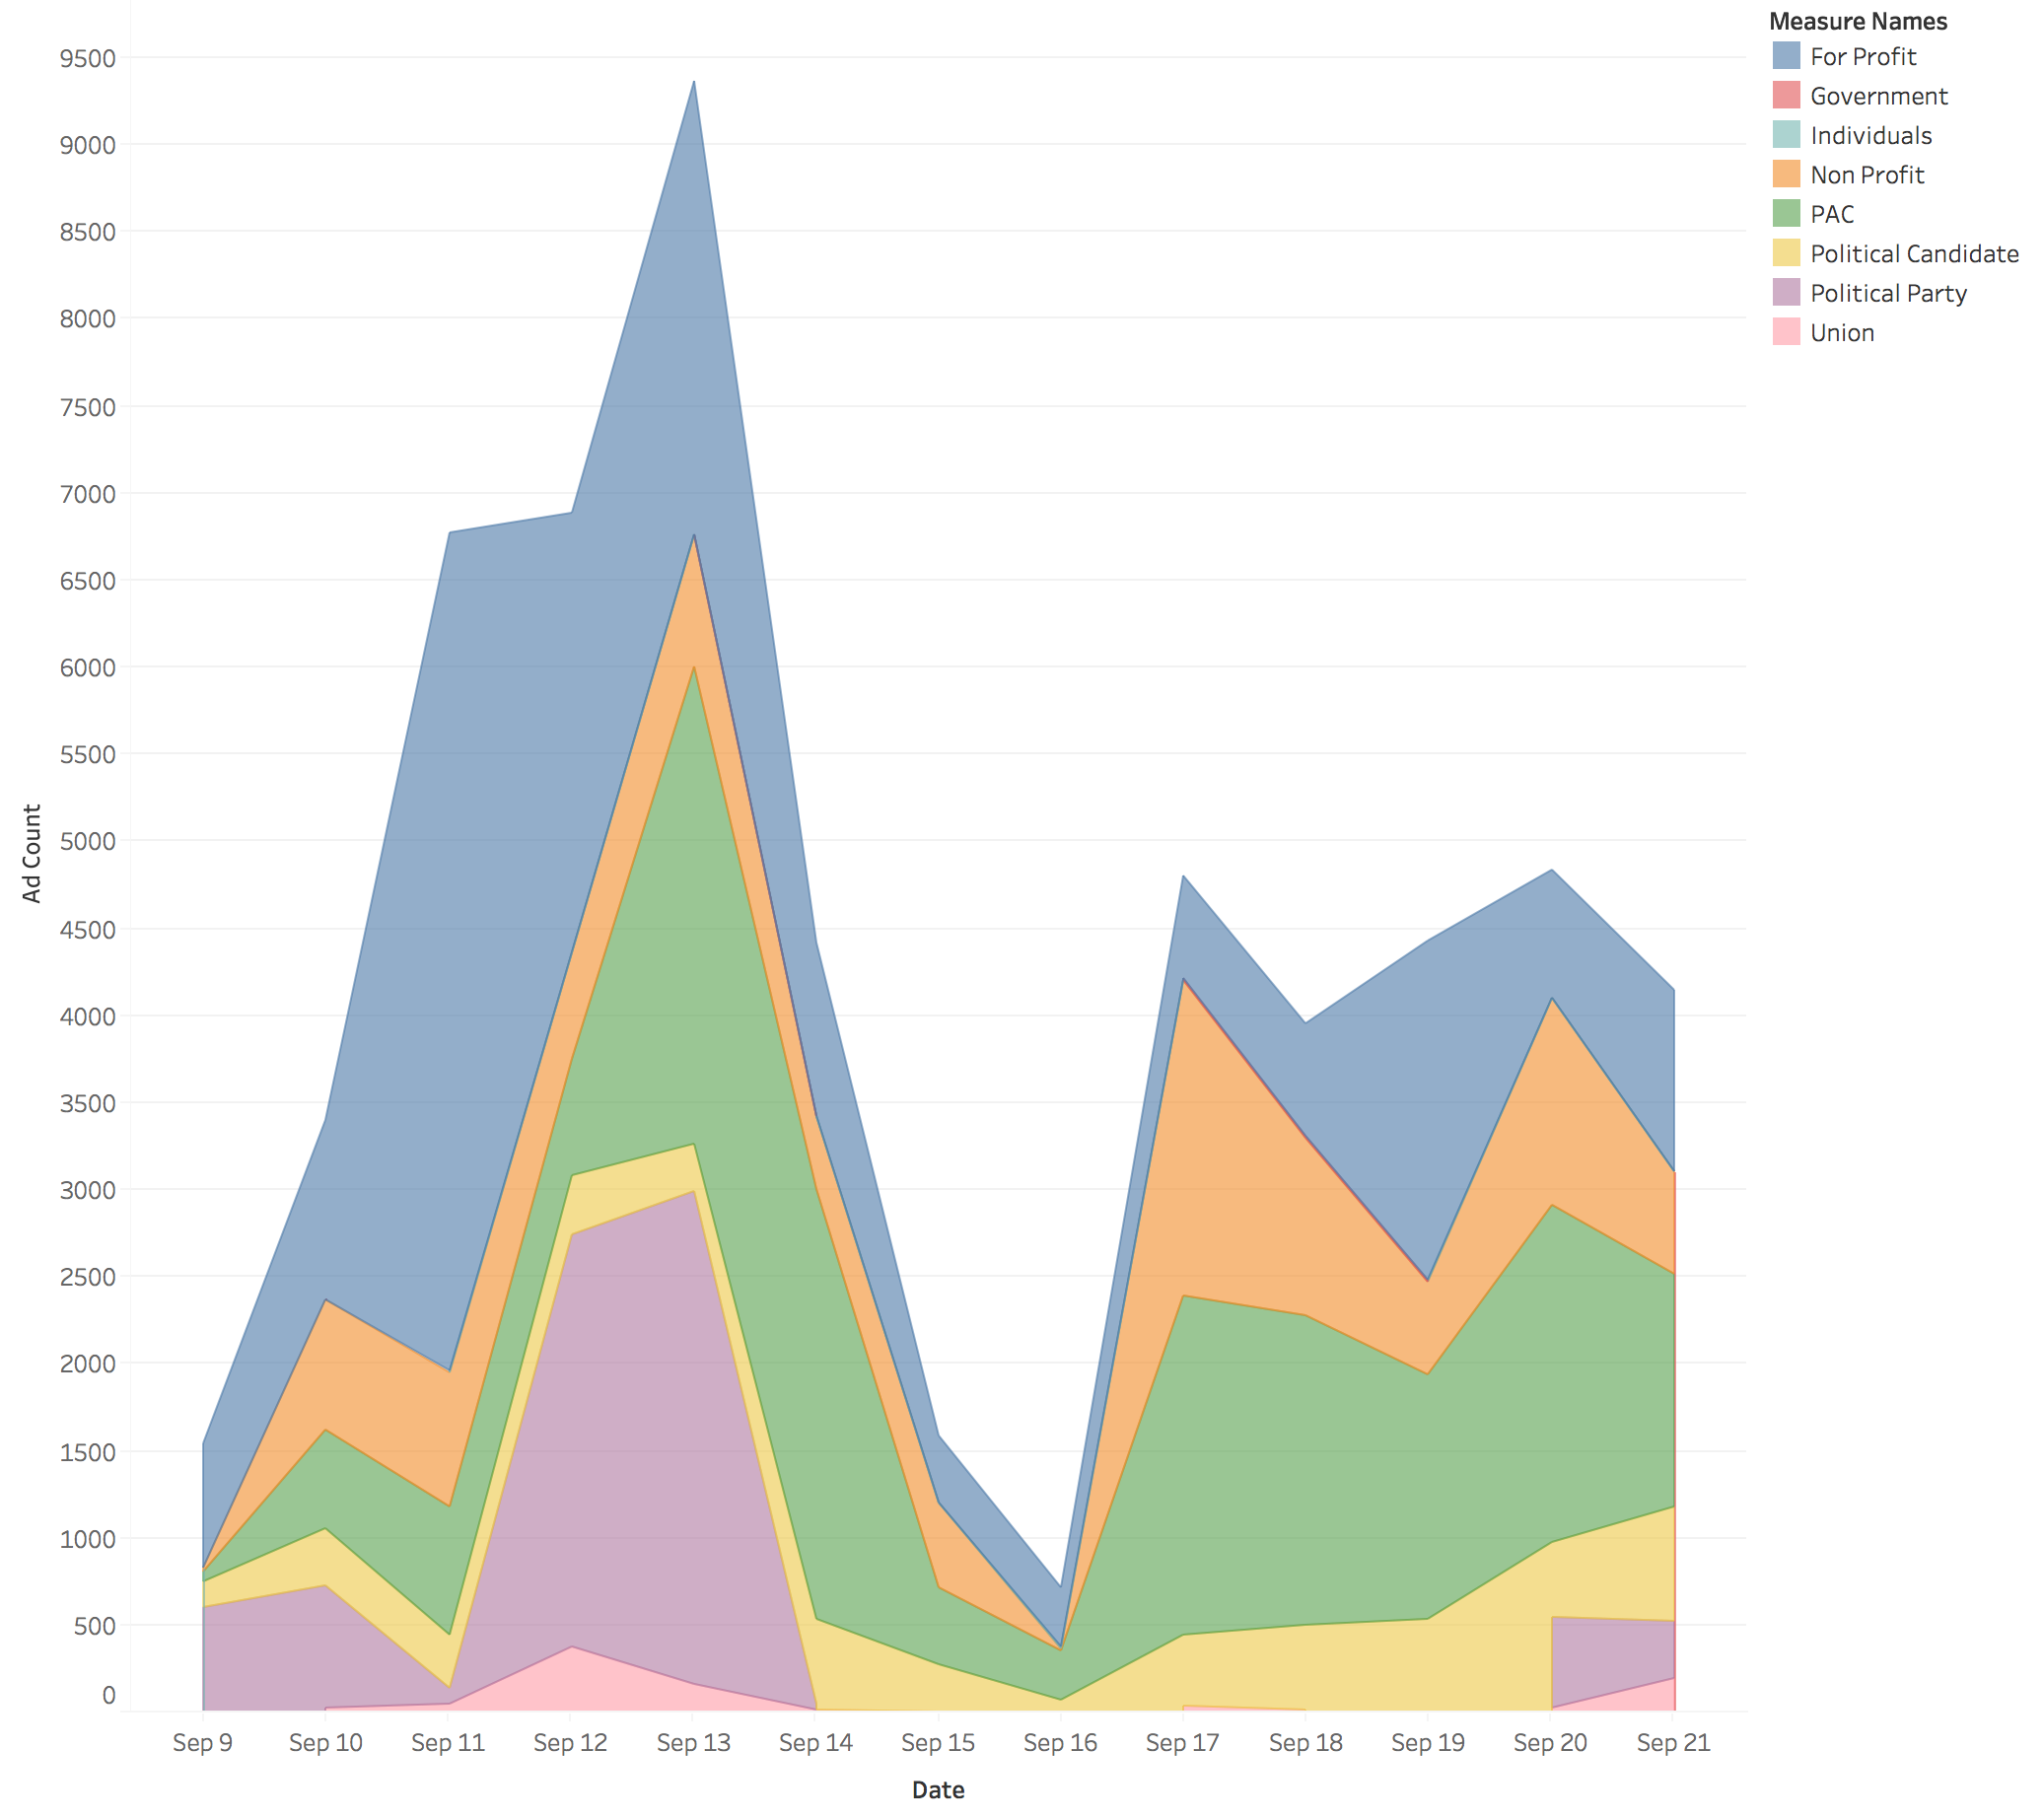 Measure Names
For Profit
Government
Individuals
Non Profit
PAC
Political Candidate
Political Party
Union
9500
9000
8500
8000
7500
7000
6500
6000
5500
5000
4500
4000
3500
3000
2500
2000
1500
1000
500
0
Ad Count
Sep 9 Sep 10 Sep 11 Sep 12 Sep 13 Sep 14 Sep 15 Sep 16 Sep 17 Sep 18 Sep 19 Sep 20 Sep 21
Date